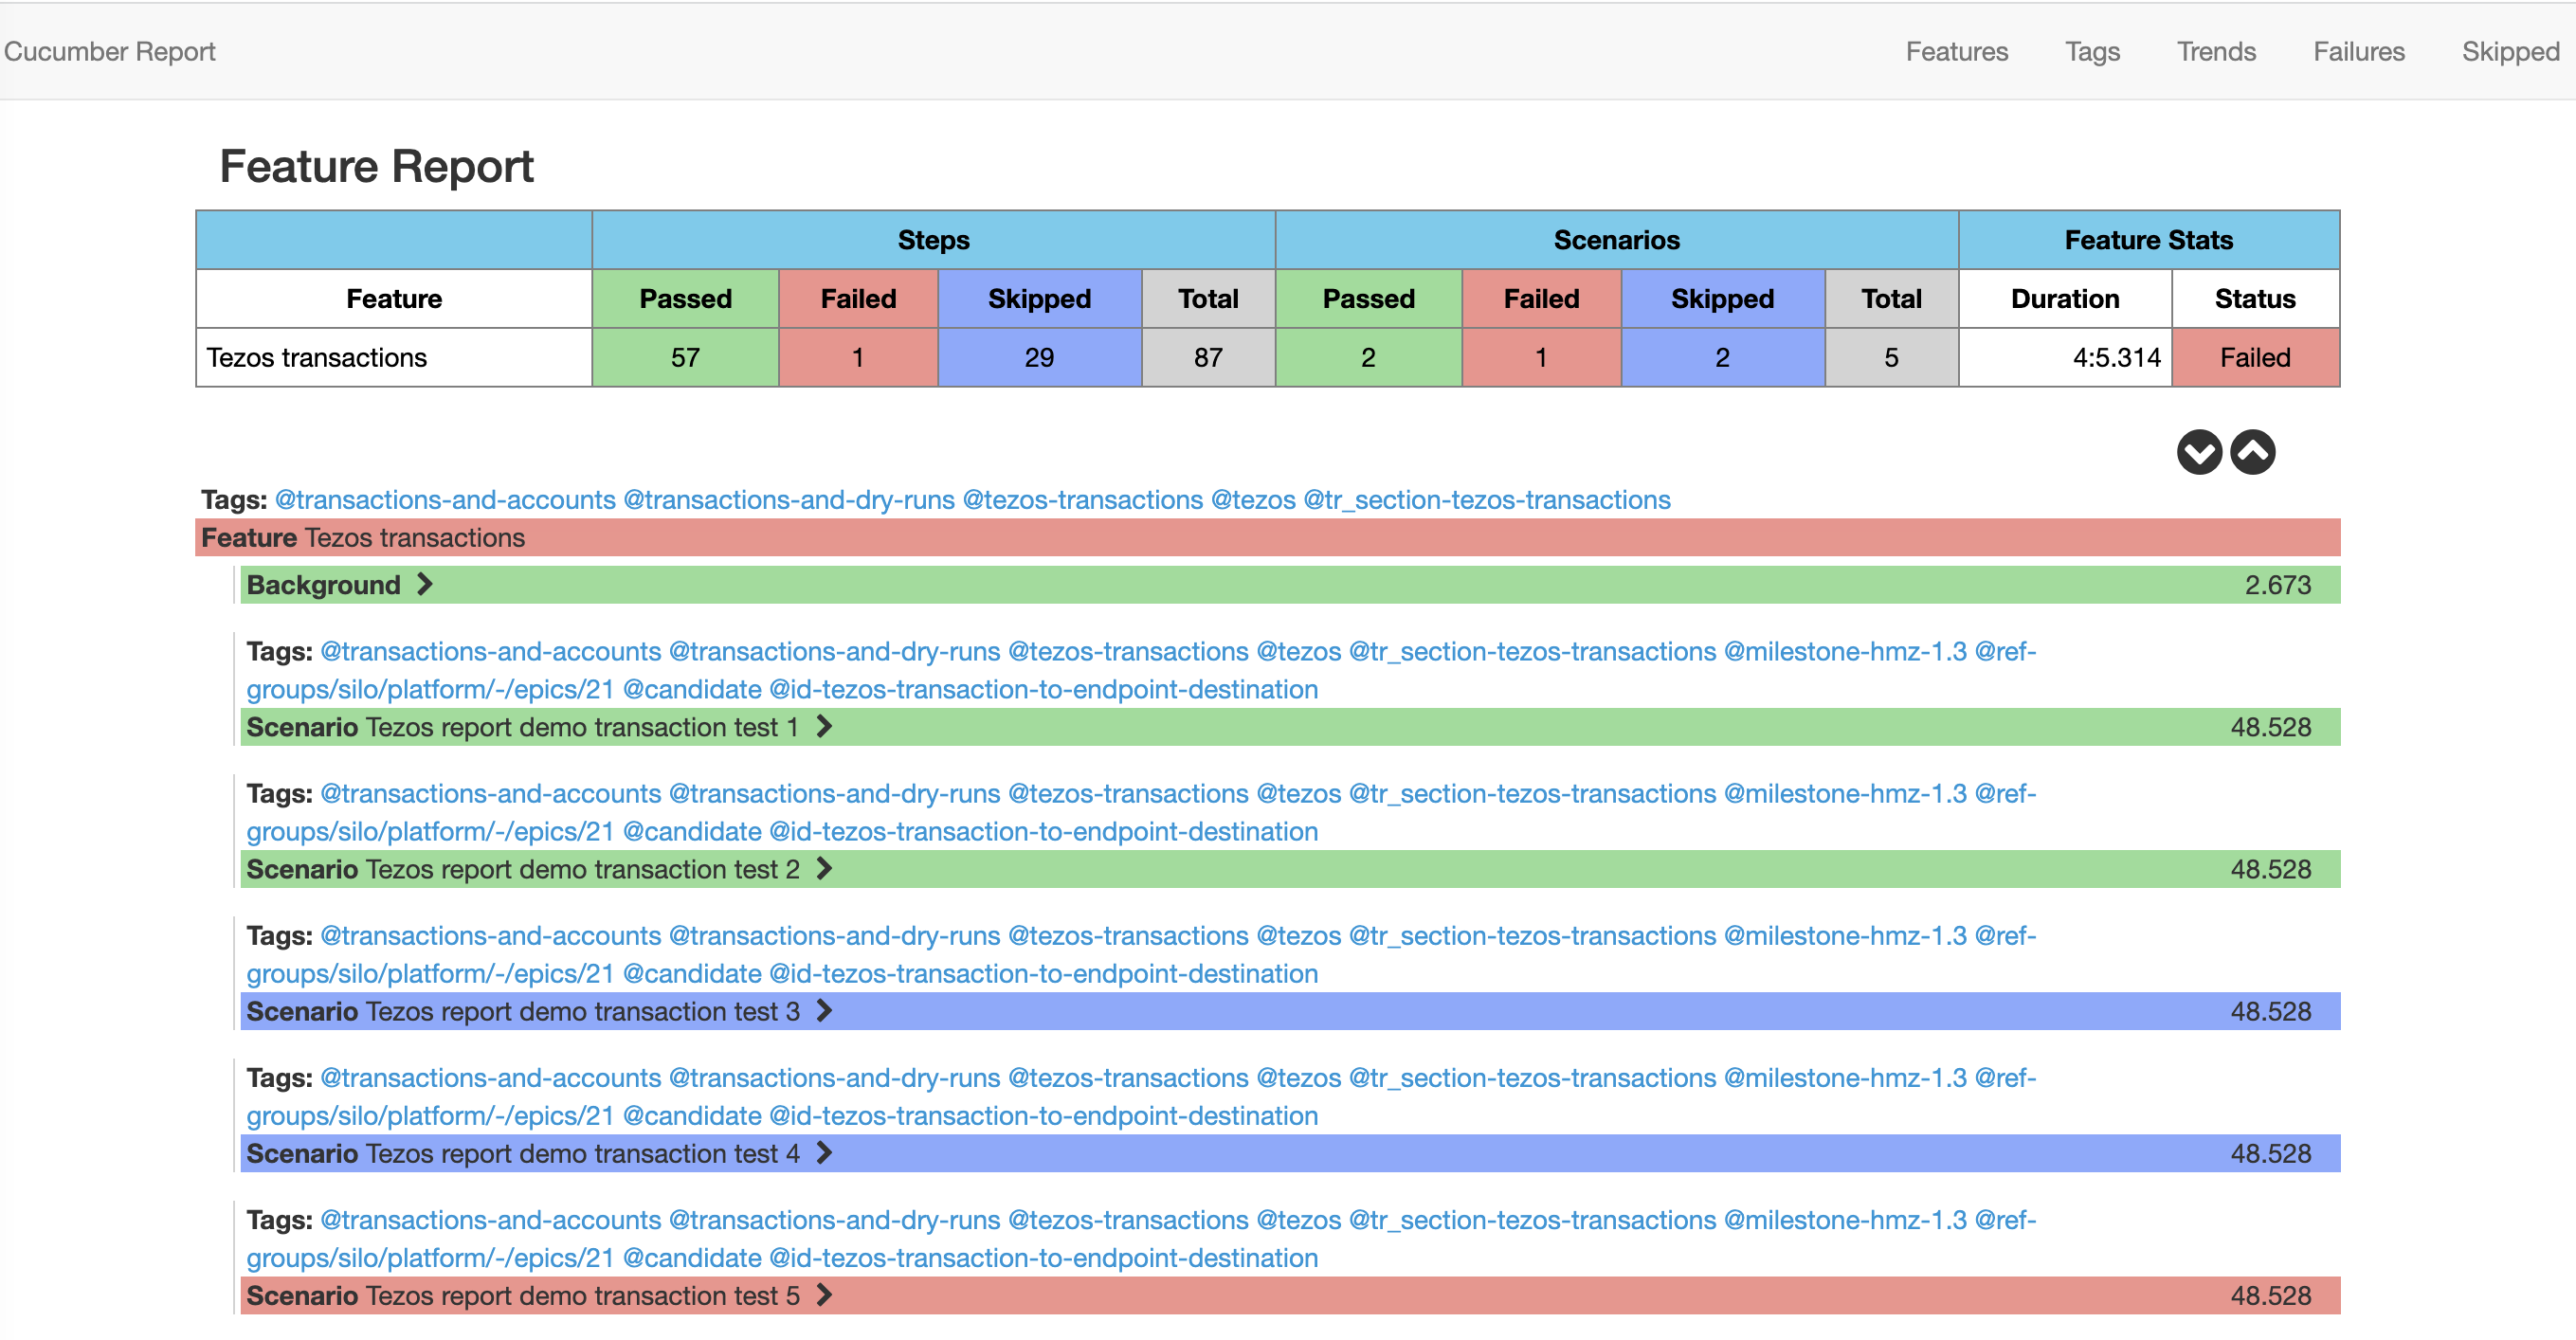 Cucumber Report Features Tags Trends Failures Skipped
Feature Report
Steps Scenarios Feature Stats
Feature Passed Failed Skipped Total Passed Failed Skipped Total Duration Status
Tezos transactions 57 1 29 87 2 1 2 5 4:5.314 Failed
Tags: @transactions-and-accounts @transactions-and-dry-runs @tezos-transactions @tezos @tr_section-tezos-transactions
Feature Tezos transactions
Background 2.673
Tags: @transactions-and-accounts @transactions-and-dry-runs @tezos-transactions @tezos @tr_section-tezos-transactions @milestone-hmz-1.3 @ref-
groups/silo/platform/-/epics/21 @candidate @id-tezos-transaction-to-endpoint-destination
Scenario Tezos report demo transaction test 1 48.528
Tags: @transactions-and-accounts @transactions-and-dry-runs @tezos-transactions @tezos @tr_section-tezos-transactions @milestone-hmz-1.3 @ref-
groups/silo/platform/-/epics/21 @candidate @id-tezos-transaction-to-endpoint-destination
Scenario Tezos report demo transaction test 2 48.528
Tags: @transactions-and-accounts @transactions-and-dry-runs @tezos-transactions @tezos @tr_section-tezos-transactions @milestone-hmz-1.3 @ref-
groups/silo/platform/-/epics/21 @candidate @id-tezos-transaction-to-endpoint-destination
Scenario Tezos report demo transaction test 3 48.528
Tags: @transactions-and-accounts @transactions-and-dry-runs @tezos-transactions @tezos @tr_section-tezos-transactions @milestone-hmz-1.3 @ref-
groups/silo/platform/-/epics/21 @candidate @id-tezos-transaction-to-endpoint-destination
Scenario Tezos report demo transaction test 4 48.528
Tags: @transactions-and-accounts @transactions-and-dry-runs @tezos-transactions @tezos @tr_section-tezos-transactions @milestone-hmz-1.3 @ref-
groups/silo/platform/-/epics/21 @candidate @id-tezos-transaction-to-endpoint-destination
Scenario Tezos report demo transaction test 5 48.528